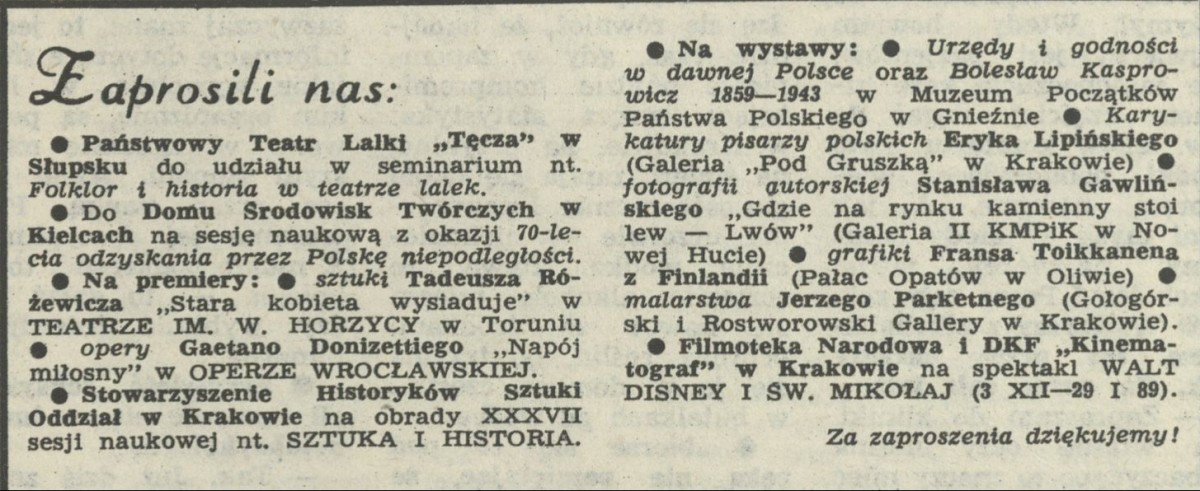 Zaprosili nas:
● Państwowy Teatr Lalki „Tęcza” w
Słupsku do udziału w seminarium nt.
Folklor i historia w teatrze lalek.
● Do Domu Środowisk Twórczych w
Kielcach na sesję naukową z okazji 70-le-
cia odzyskania przez Polskę niepodległości.
● Na premiery: ● sztuki Tadeusza Ró-
żewicza „Stara kobieta wysiaduje” w
TEATRZE IM. W. HORZYCY w Toruniu
● opery Gaetano Donizettiego „Napój
miłosny” w OPERZE WROCŁAWSKIEJ.
● Stowarzyszenie Historyków Sztuki
Oddział w Krakowie na obrady XXXVII
sesji naukowej nt. SZTUKA I HISTORIA.
● Na wystawy: ● Urzędy i godności
w dawnej Polsce oraz Bolesław Kaspro-
wicz 1859—1943 w Muzeum Początków
Państwa Polskiego w Gnieźnie ● Kary-
katury pisarzy polskich Eryka Lipińskiego
(Galeria „Pod Gruszką” w Krakowie) ●
fotografii autorskiej Stanisława Gawliń-
skiego „Gdzie na rynku kamienny stoi
lew — Lwów” (Galeria II KMPiK w No-
wej Hucie) ● grafiki Fransa Toikkanena
z Finlandii (Pałac Opatów w Oliwie) ●
malarstwa Jerzego Parketnego (Gołogór-
ski i Rostworowski Gallery w Krakowie).
● Filmoteka Narodowa i DKF „Kinema-
tograf” w Krakowie na spektakl WALT
DISNEY I ŚW. MIKOŁAJ (3 XII—29 I 89).
Za zaproszenia dziękujemy!